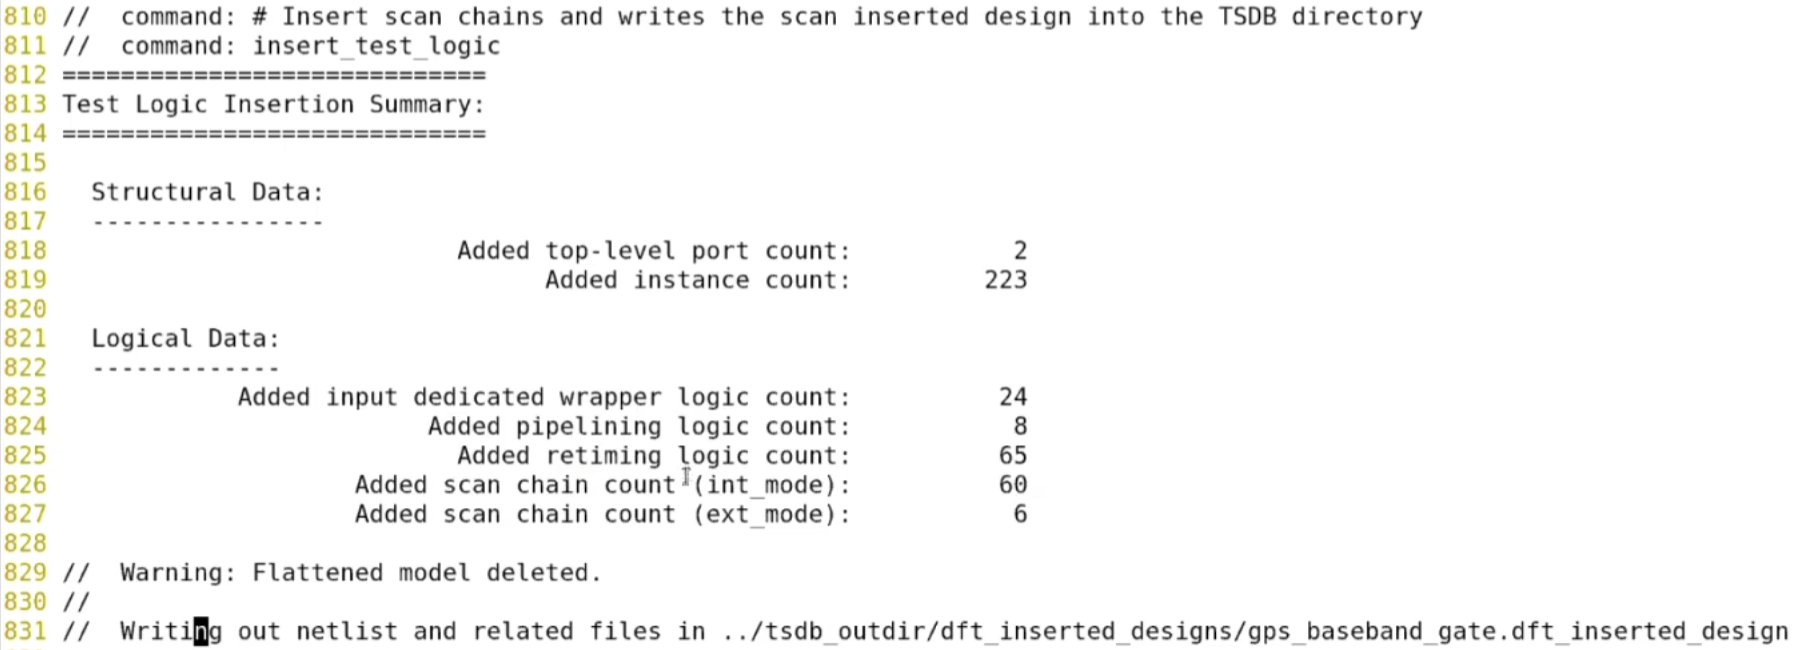 810 //  command: # Insert scan chains and writes the scan inserted design into the TSDB directory
811 //  command: insert_test_logic
812 =============================
813 Test Logic Insertion Summary:
814 =============================
815
816   Structural Data:
817   ----------------
818                            Added top-level port count:           2
819                                  Added instance count:         223
820
821   Logical Data:
822   -------------
823             Added input dedicated wrapper logic count:          24
824                          Added pipelining logic count:           8
825                            Added retiming logic count:          65
826                     Added scan chain count (int_mode):          60
827                     Added scan chain count (ext_mode):           6
828
829 //  Warning: Flattened model deleted.
830 //
831 //  Writing out netlist and related files in ../tsdb_outdir/dft_inserted_designs/gps_baseband_gate.dft_inserted_design